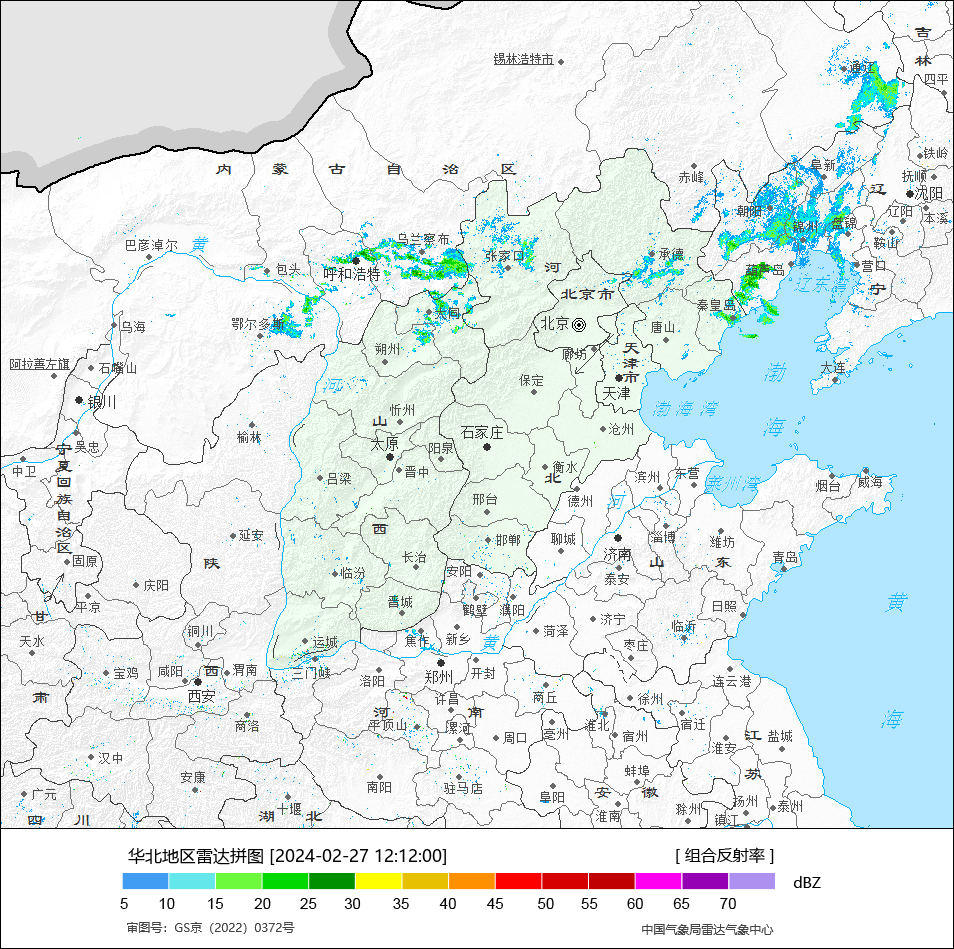 吉
林
锡林浩特市
通辽
四平
内 蒙 古 自 治 区
铁岭
赤峰
阜新
抚顺
辽
沈阳
朝阳
辽阳
本溪
锦州
盘锦
鞍山
巴彦淖尔
黄
乌兰察布
张家口
承德
包头
呼和浩特
河
葫芦岛
营口
辽东湾
宁
北京市
秦皇岛
大同
鄂尔多斯
乌海
北京
唐山
朔州
廊坊
天
津
市
阿拉善左旗
石嘴山
大连
渤
河
保定
天津
银川
忻州
渤海湾
山
海
榆林
太原
石家庄
沧州
吴忠
阳泉
宁
夏
回
族
自
治
区
中卫
晋中
衡水
吕梁
北
滨州
东营
莱州湾
烟台
威海
邢台
德州
河
西
延安
邯郸
聊城
淄博
潍坊
济南
长治
山
东
青岛
固原
陕
临汾
安阳
泰安
庆阳
晋城
鹤壁
濮阳
日照
黄
平凉
甘
济宁
铜川
焦作
新乡
菏泽
临沂
天水
运城
黄
枣庄
宝鸡
咸阳
西
渭南
三门峡
洛阳
郑州
开封
连云港
肃
西安
许昌
商丘
徐州
河
南
商洛
平顶山
漯河
淮北
宿迁
海
周口
亳州
宿州
江
盐城
淮安
汉中
安康
南阳
驻马店
蚌埠
苏
广元
阜阳
安
徽
十堰
滁州
扬州
泰州
四
川
湖
北
淮南
镇江
华北地区雷达拼图 [2024-02-27 12:12:00]
[ 组合反射率 ]
dBZ
5 10 15 20 25 30 35 40 45 50 55 60 65 70
审图号：GS京（2022）0372号
中国气象局雷达气象中心